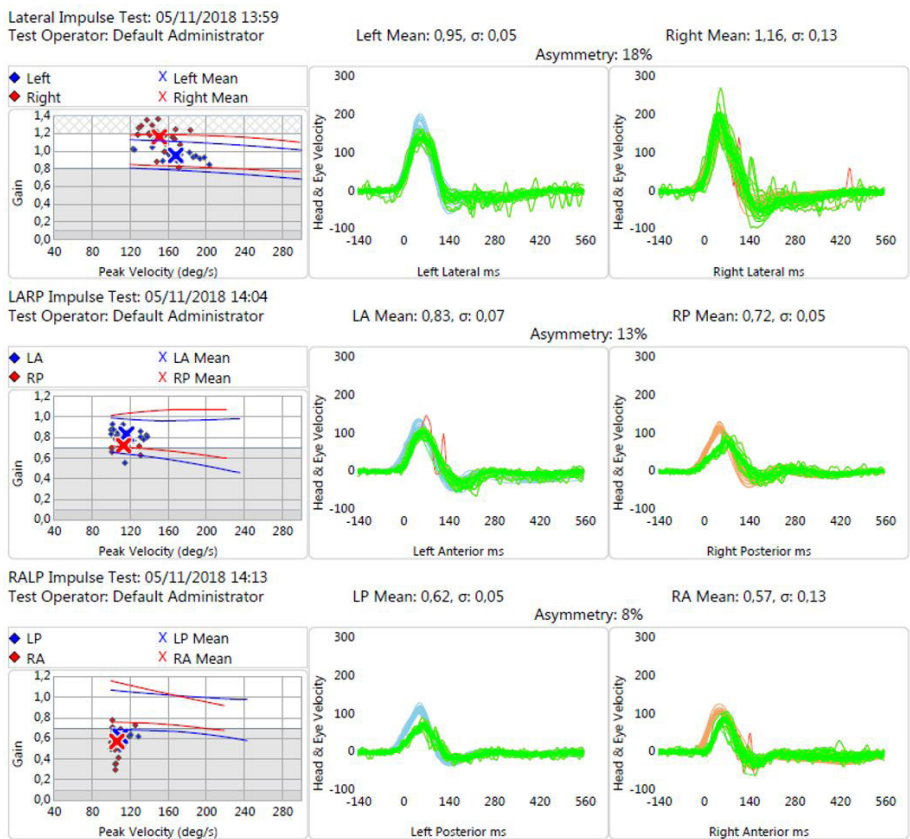 Lateral Impulse Test: 05/11/2018 13:59
Test Operator: Default Administrator
Left Mean: 0,95, σ: 0,05
Right Mean: 1,16, σ: 0,13
Asymmetry: 18%
Left
Left Mean
Right
Right Mean
1,4
1,2
1,0
0,8
0,6
0,4
0,2
0,0
Gain
40 80 120 160 200 240 280
Peak Velocity (deg/s)
300
200
100
0
-100
Head & Eye Velocity
-140 0 140 280 420 560
Left Lateral ms
300
200
100
0
-100
Head & Eye Velocity
-140 0 140 280 420 560
Right Lateral ms
LARP Impulse Test: 05/11/2018 14:04
Test Operator: Default Administrator
LA Mean: 0,83, σ: 0,07
RP Mean: 0,72, σ: 0,05
Asymmetry: 13%
LA
X LA Mean
RP
X RP Mean
1,2
1,0
0,8
0,6
0,4
0,2
0,0
Gain
40 80 120 160 200 240 280
Peak Velocity (deg/s)
300
200
100
0
-100
Head & Eye Velocity
-140 0 140 280 420 560
Left Anterior ms
300
200
100
0
-100
Head & Eye Velocity
-140 0 140 280 420 560
Right Posterior ms
RALP Impulse Test: 05/11/2018 14:13
Test Operator: Default Administrator
LP Mean: 0,62, σ: 0,05
RA Mean: 0,57, σ: 0,13
Asymmetry: 8%
LP
X LP Mean
RA
X RA Mean
1,2
1,0
0,8
0,6
0,4
0,2
0,0
Gain
40 80 120 160 200 240 280
Peak Velocity (deg/s)
300
200
100
0
-100
Head & Eye Velocity
-140 0 140 280 420 560
Left Posterior ms
300
200
100
0
-100
Head & Eye Velocity
-140 0 140 280 420 560
Right Anterior ms